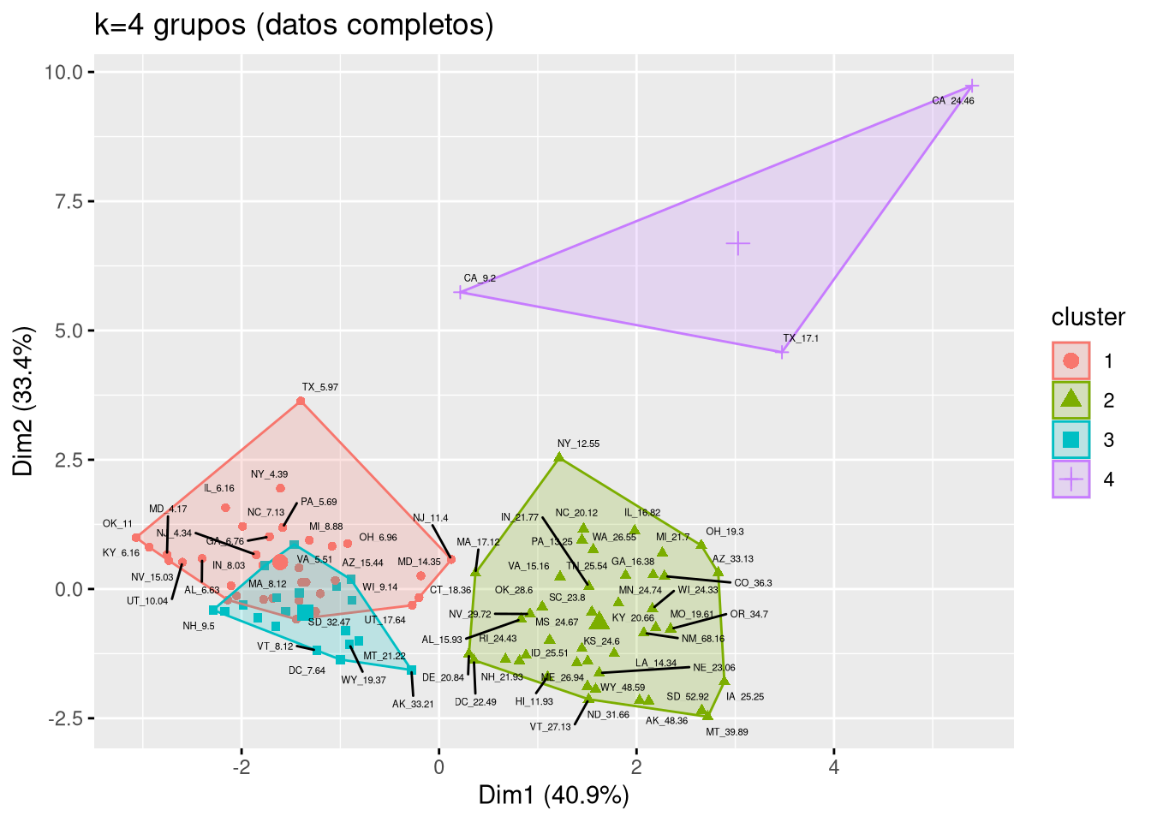 k=4 grupos (datos completos)
10.0
7.5
5.0
2.5
0.0
-2.5
Dim2 (33.4%)
-2
0
2
4
Dim1 (40.9%)
CA_24.46
CA_9.2
TX_17.1
TX_5.97
NY_12.55
NY_4.39
IL_6.16
PA_5.69
MD_4.17
NC_7.13
OK_11
NJ_4.34
GA_6.76
MI_8.88
OH_6.96
NJ_11.4
KY_6.16
IN_8.03
VA_5.51
AZ_15.44
MD_14.35
NV_15.03
AL_6.63
MA_8.12
WI_9.14
CT_18.36
UT_10.04
NH_9.5
SD_32.47
UT_17.64
VT_8.12
MT_21.22
DC_7.64
WY_19.37
AK_33.21
MA_17.12
IN_21.77
NC_20.12
IL_16.82
PA_13.25
WA_26.55
MI_21.7
OH_19.3
VA_15.16
TN_25.54
GA_16.38
AZ_33.13
CO_36.3
OK_28.6
SC_23.8
MN_24.74
WI_24.33
NV_29.72
MS_24.67
KY_20.66
MO_19.61
OR_34.7
AL_15.93
HI_24.43
KS_24.6
NM_68.16
ID_25.51
LA_14.34
NE_23.06
DE_20.84
NH_21.93
WY_48.59
DC_22.49
HI_11.93
ND_31.66
SD_52.92
IA_25.25
VT_27.13
AK_48.36
MT_39.89
cluster
1
2
3
4